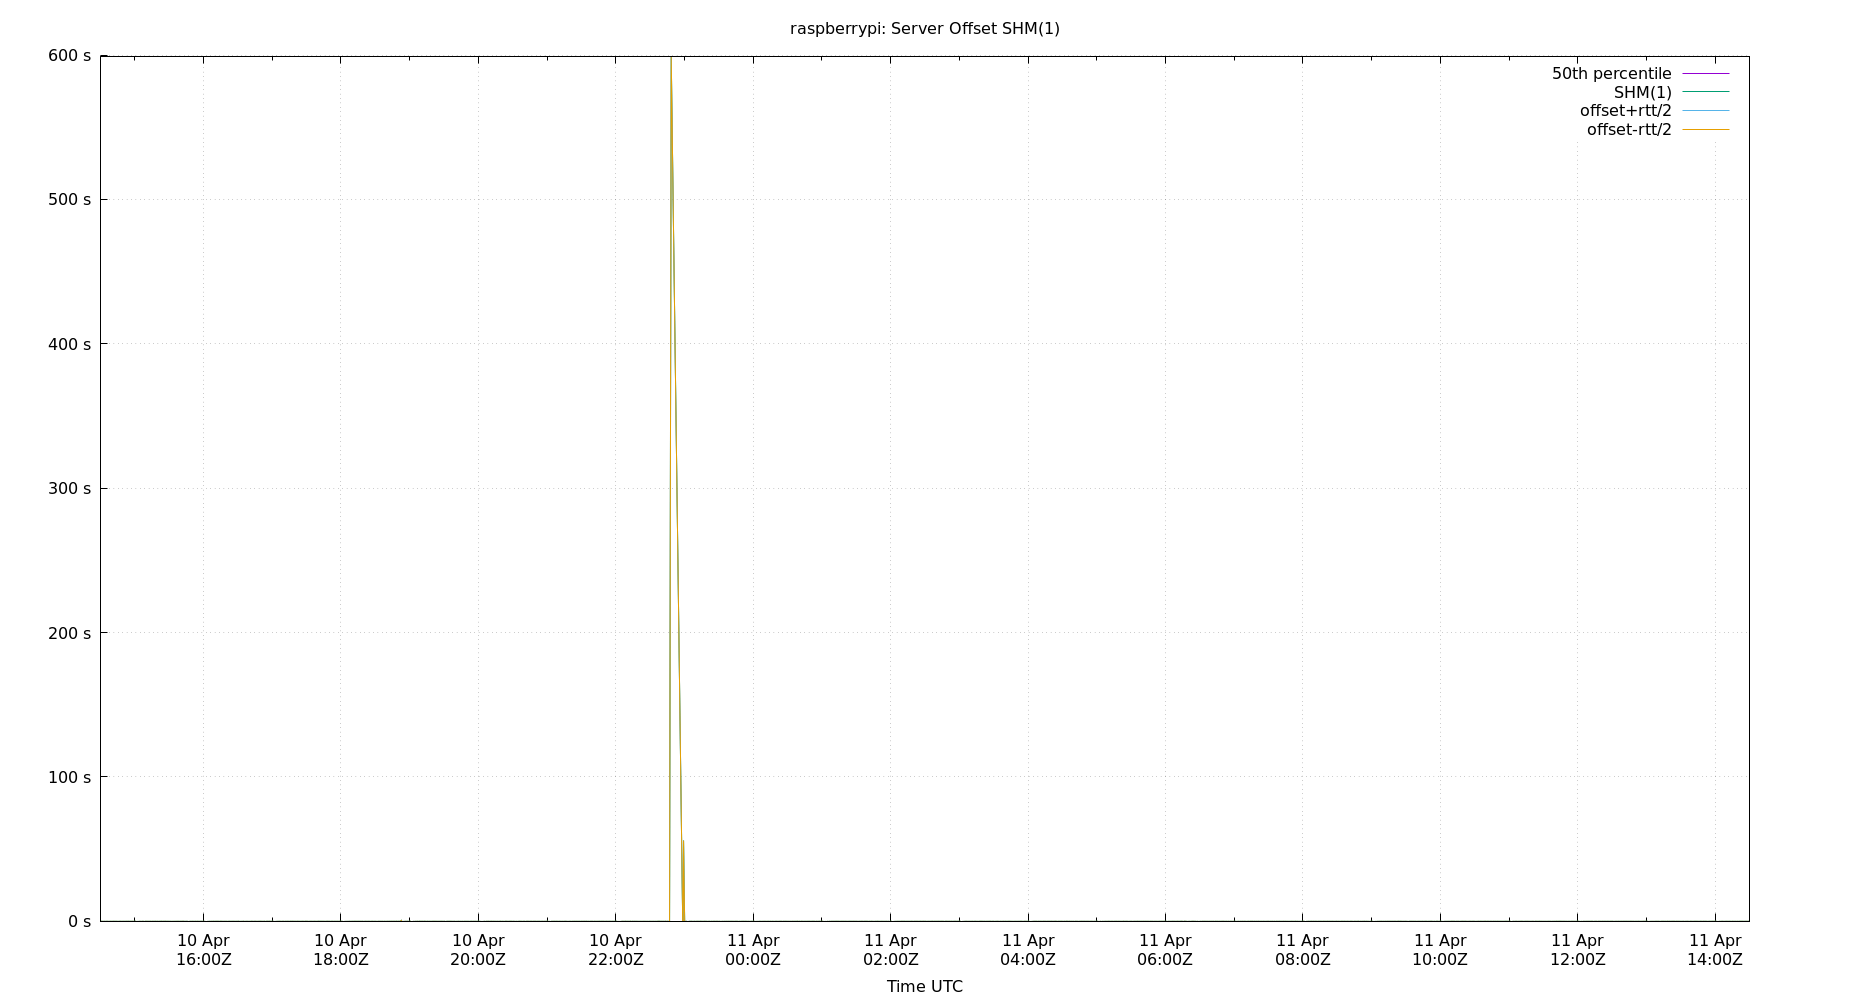 raspberrypi: Server Offset SHM(1)
600 s
500 s
400 s
300 s
200 s
100 s
0 s
50th percentile
SHM(1)
offset+rtt/2
offset-rtt/2
10 Apr 10 Apr 10 Apr 10 Apr 11 Apr 11 Apr 11 Apr 11 Apr 11 Apr 11 Apr 11 Apr 11 Apr
16:00Z 18:00Z 20:00Z 22:00Z 00:00Z 02:00Z 04:00Z 06:00Z 08:00Z 10:00Z 12:00Z 14:00Z
Time UTC